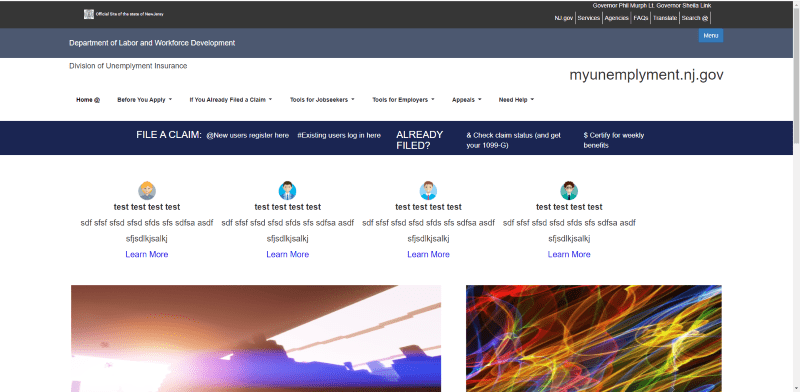 Official Site of the state of New Jersey
Governor Phil Murph Lt. Governor Sheila Link
NJ.gov Services Agencies FAQs Translate Search @
Department of Labor and Workforce Development
Menu
Division of Unemplyment Insurance
myunemplyment.nj.gov
Home @ Before You Apply If You Already Filed a Claim Tools for Jobseekers Tools for Employers Appeals Need Help
FILE A CLAIM: @New users register here #Existing users log in here
ALREADY
FILED?
& Check claim status (and get
your 1099-G)
$ Certify for weekly
benefits
test test test test
sdf sfsf sfsd sfsd sfds sfs sdfsa asdf
sfjsdlkjsalkj
Learn More
test test test test
sdf sfsf sfsd sfsd sfds sfs sdfsa asdf
sfjsdlkjsalkj
Learn More
test test test test
sdf sfsf sfsd sfsd sfds sfs sdfsa asdf
sfjsdlkjsalkj
Learn More
test test test test
sdf sfsf sfsd sfsd sfds sfs sdfsa asdf
sfjsdlkjsalkj
Learn More